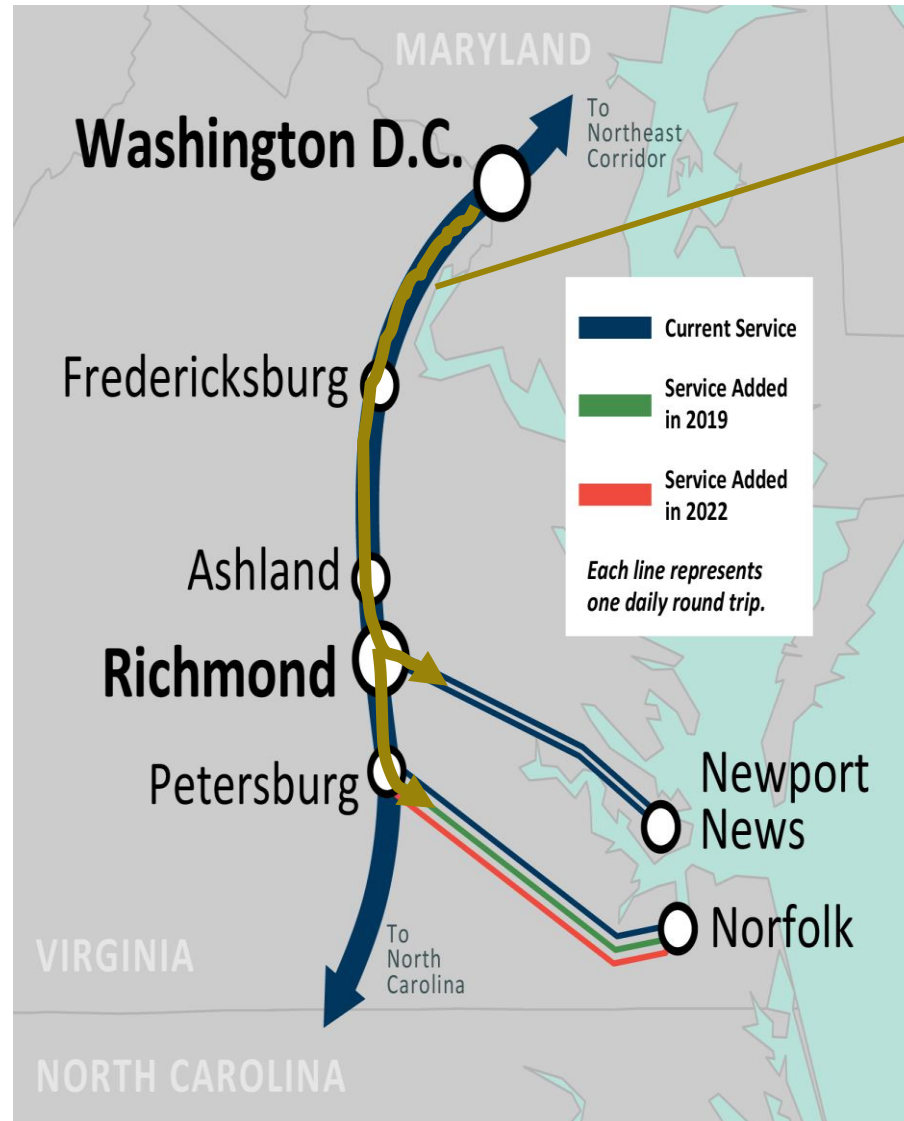 MARYLAND
To
Northeast
Corridor
Washington D.C.
Current Service
Service Added
in 2019
Service Added
in 2022
Each line represents
one daily round trip.
Fredericksburg
Ashland
Richmond
Petersburg
Newport
News
Norfolk
To
North
Carolina
VIRGINIA
NORTH CAROLINA